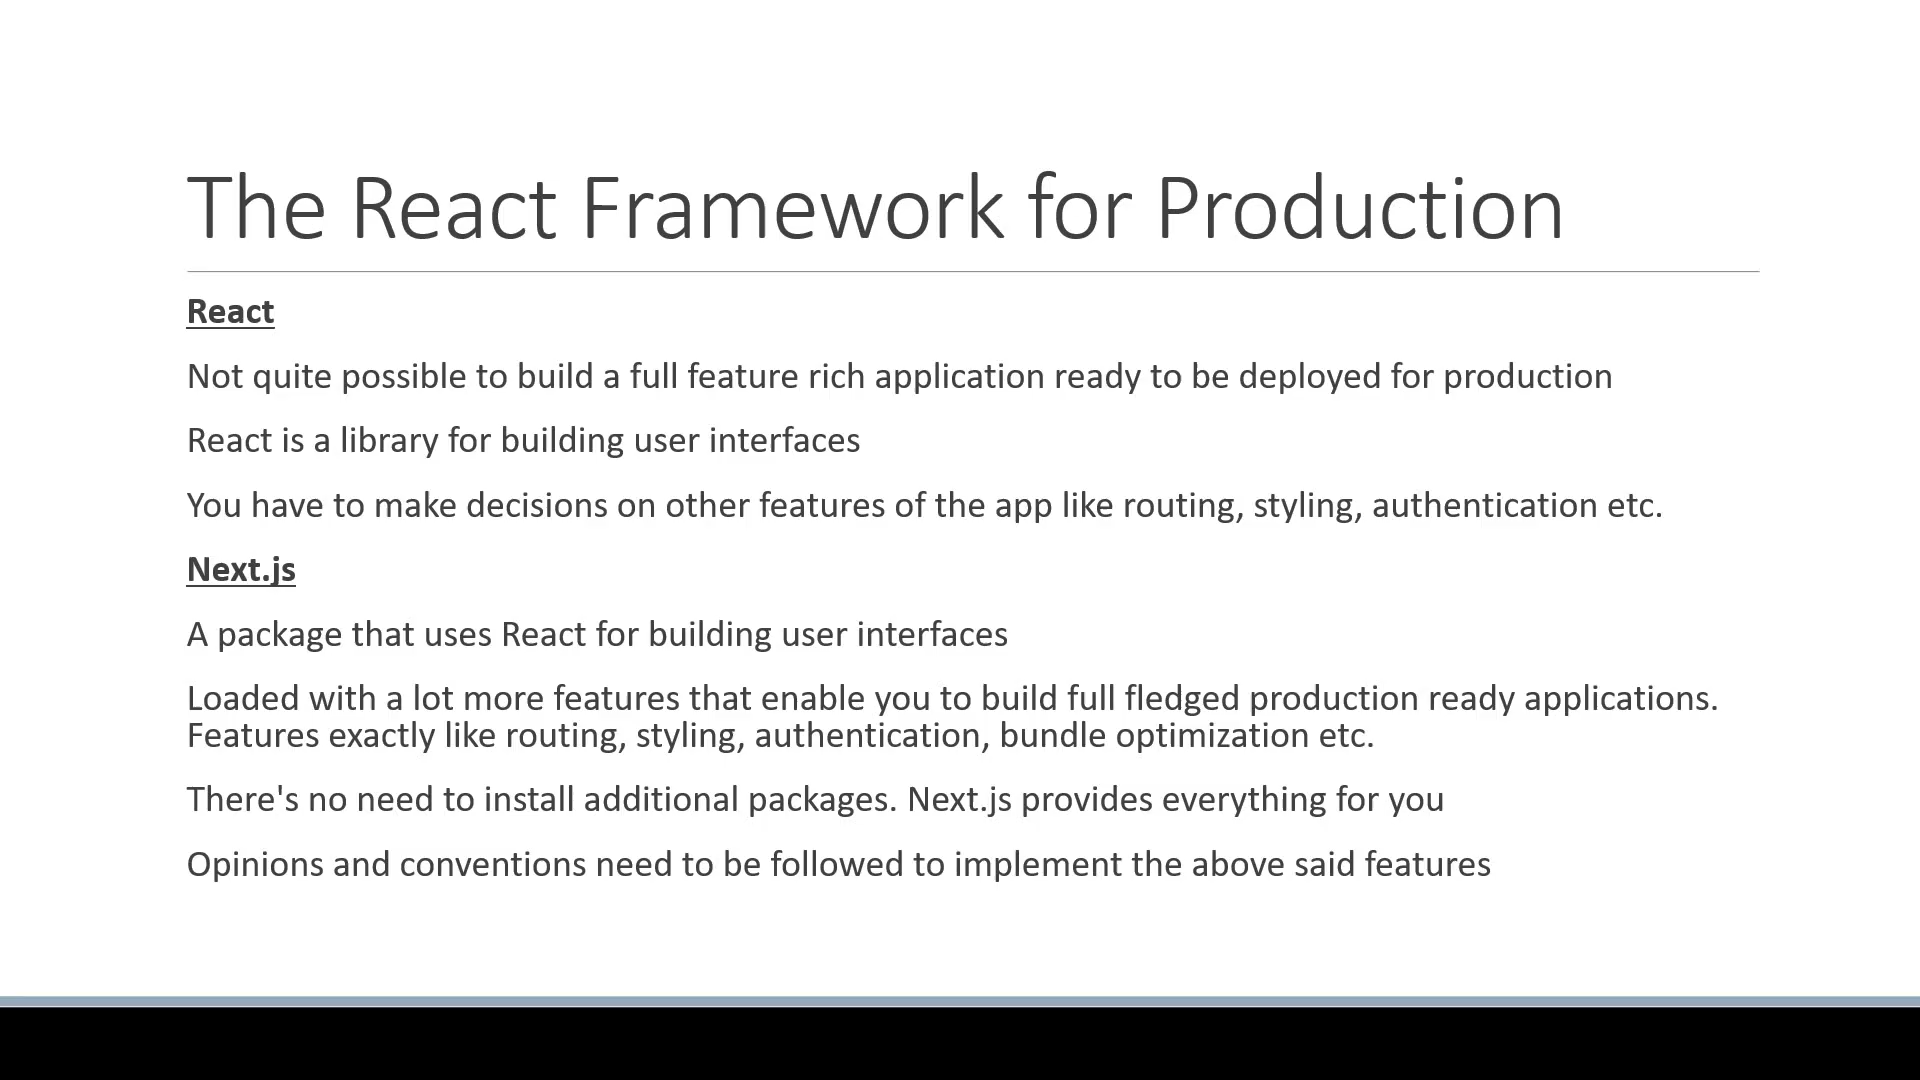 The React Framework for Production
React
Not quite possible to build a full feature rich application ready to be deployed for production
React is a library for building user interfaces
You have to make decisions on other features of the app like routing, styling, authentication etc.
Next.js
A package that uses React for building user interfaces
Loaded with a lot more features that enable you to build full fledged production ready applications.
Features exactly like routing, styling, authentication, bundle optimization etc.
There's no need to install additional packages. Next.js provides everything for you
Opinions and conventions need to be followed to implement the above said features